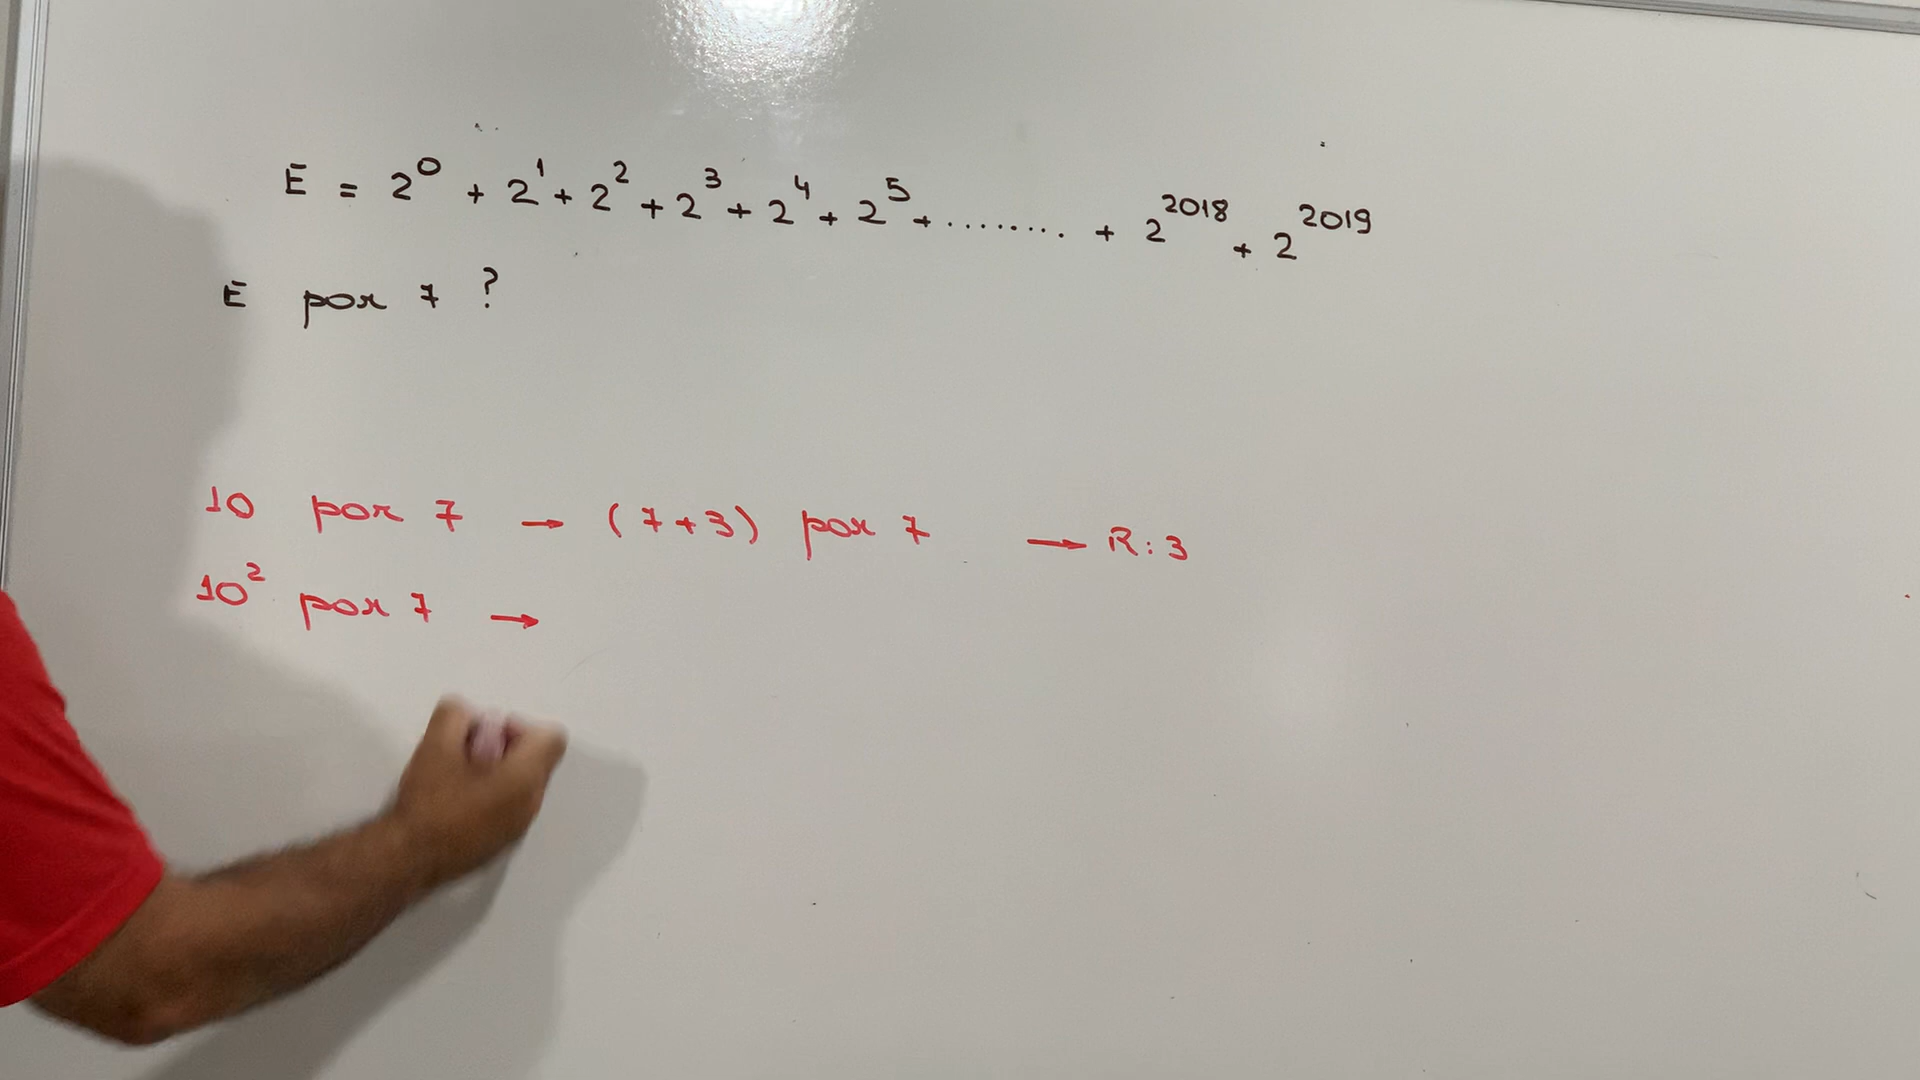 E = 2⁰ + 2¹ + 2² + 2³ + 2⁴ + 2⁵ + ......... + 2²⁰¹⁸ + 2²⁰¹⁹
E por 7 ?
10 por 7 → (7+3) por 7 → R: 3
10² por 7 →